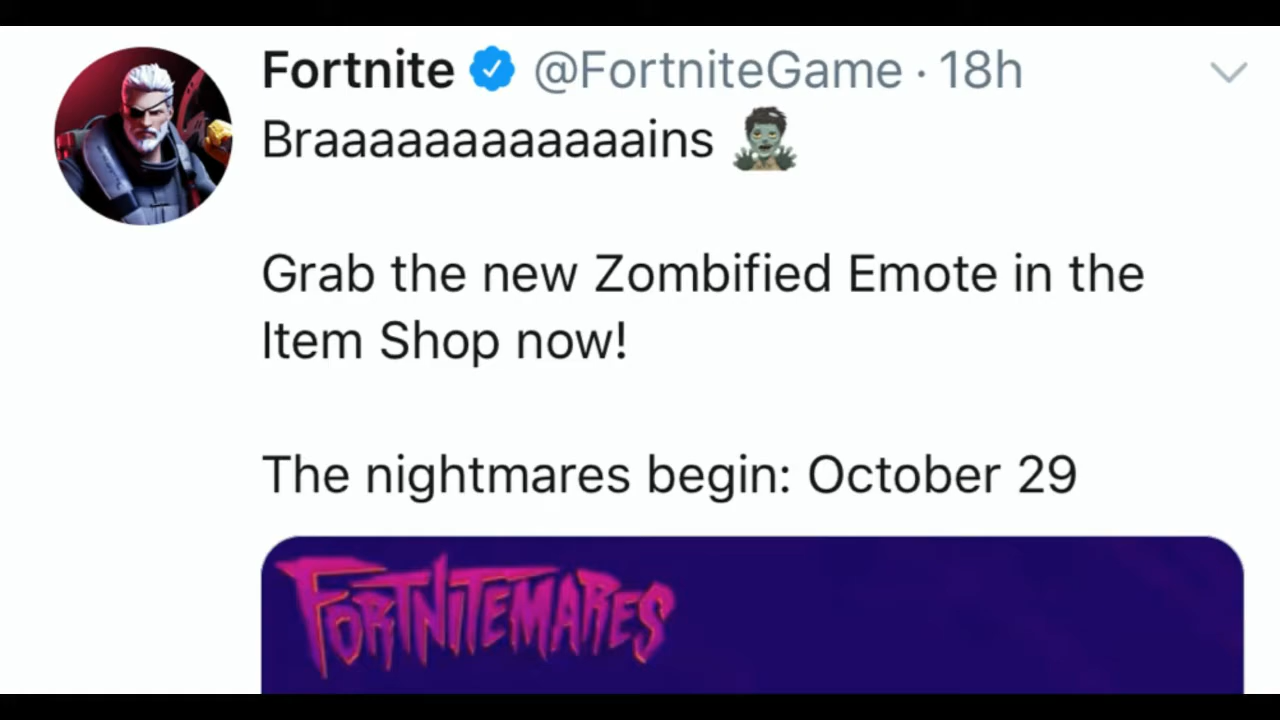 Fortnite @FortniteGame · 18h
Braaaaaaaaaaaains 🧟‍♂️
Grab the new Zombified Emote in the
Item Shop now!
The nightmares begin: October 29
FORTNITEMARES